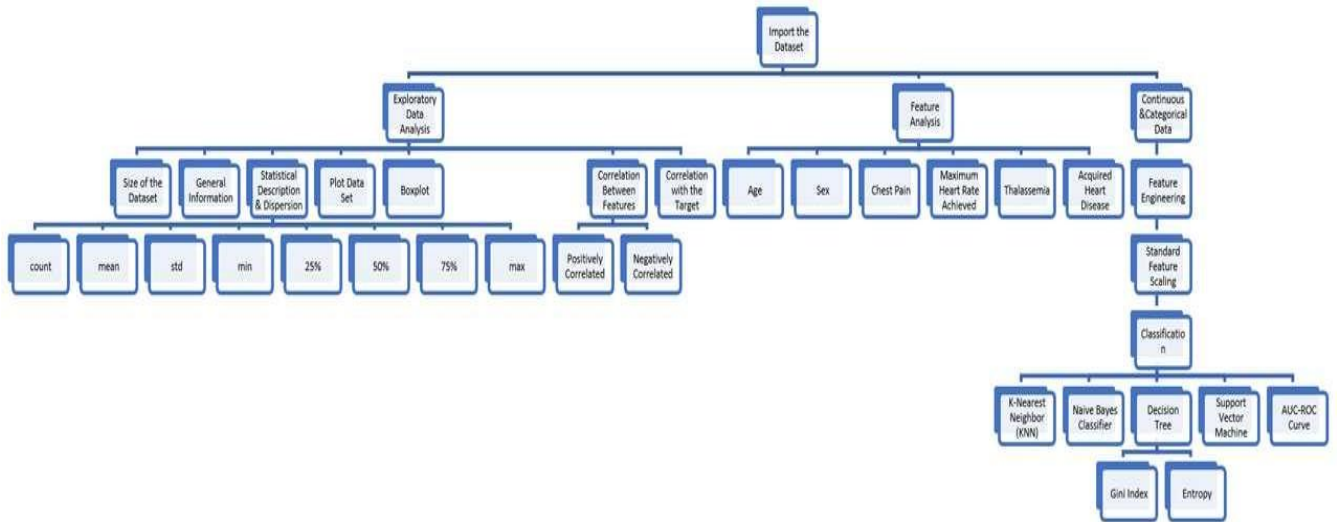 Import the
Dataset
Exploratory
Data
Analysis
Feature
Analysis
Continuous
&Categorical
Data
Size of the
Dataset
General
Information
Statistical
Description
& Dispersion
Plot Data
Set
Boxplot
Correlation
Between
Features
Correlation
with the
Target
Age
Sex
Chest Pain
Maximum
Heart Rate
Achieved
Thalassemia
Acquired
Heart
Disease
Feature
Engineering
count
mean
std
min
25%
50%
75%
max
Positively
Correlated
Negatively
Correlated
Standard
Feature
Scaling
Classificatio
n
K-Nearest
Neighbor
(KNN)
Naive Bayes
Classifier
Decision
Tree
Support
Vector
Machine
AUC-ROC
Curve
Gini Index
Entropy